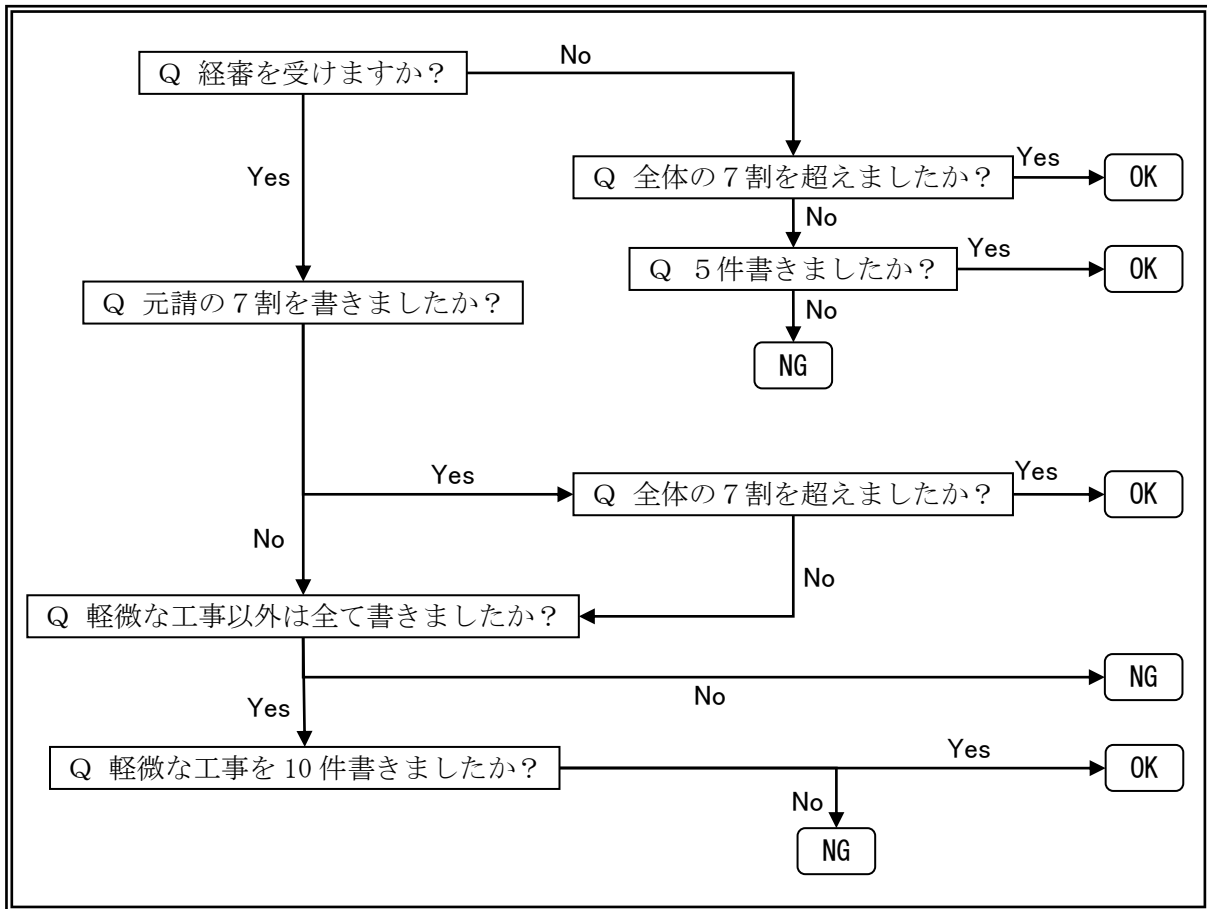 Q 経審を受けますか？
No
Yes
Q 全体の７割を超えましたか？
Yes
OK
No
Q ５件書きましたか？
Yes
OK
No
NG
Q 元請の７割を書きましたか？
Yes
Q 全体の７割を超えましたか？
Yes
OK
No
No
Q 軽微な工事以外は全て書きましたか？
No
NG
Yes
Q 軽微な工事を 10 件書きましたか？
Yes
OK
No
NG